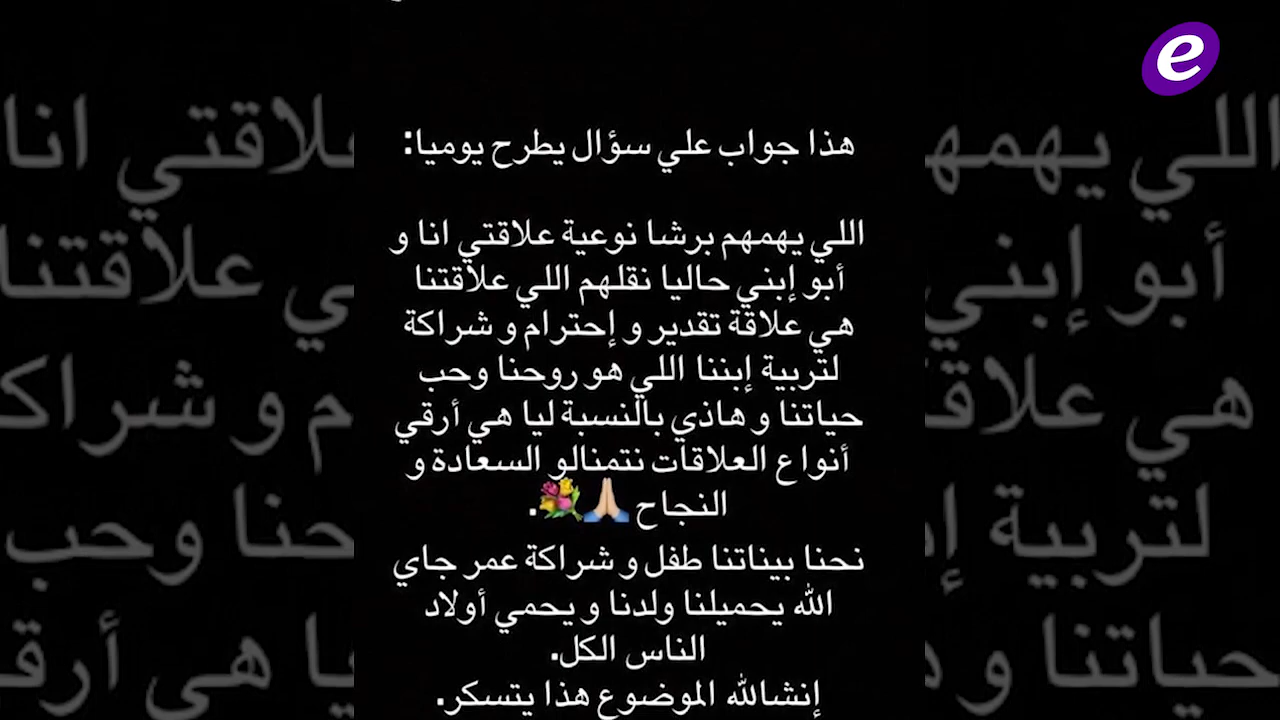 e
هذا جواب علي سؤال يطرح يوميا:
اللي يهمهم برشا نوعية علاقتي انا و
أبو إبني حاليا نقلهم اللي علاقتنا
هي علاقة تقدير و إحترام و شراكة
لتربية إبننا اللي هو روحنا وحب
حياتنا و هاذي بالنسبة ليا هي أرقي
أنواع العلاقات نتمنالو السعادة و
النجاح 🙏🏼💐.
نحنا بيناتنا طفل و شراكة عمر جاي
الله يحميلنا ولدنا و يحمي أولاد
الناس الكل.
إنشالله الموضوع هذا يتسكر.